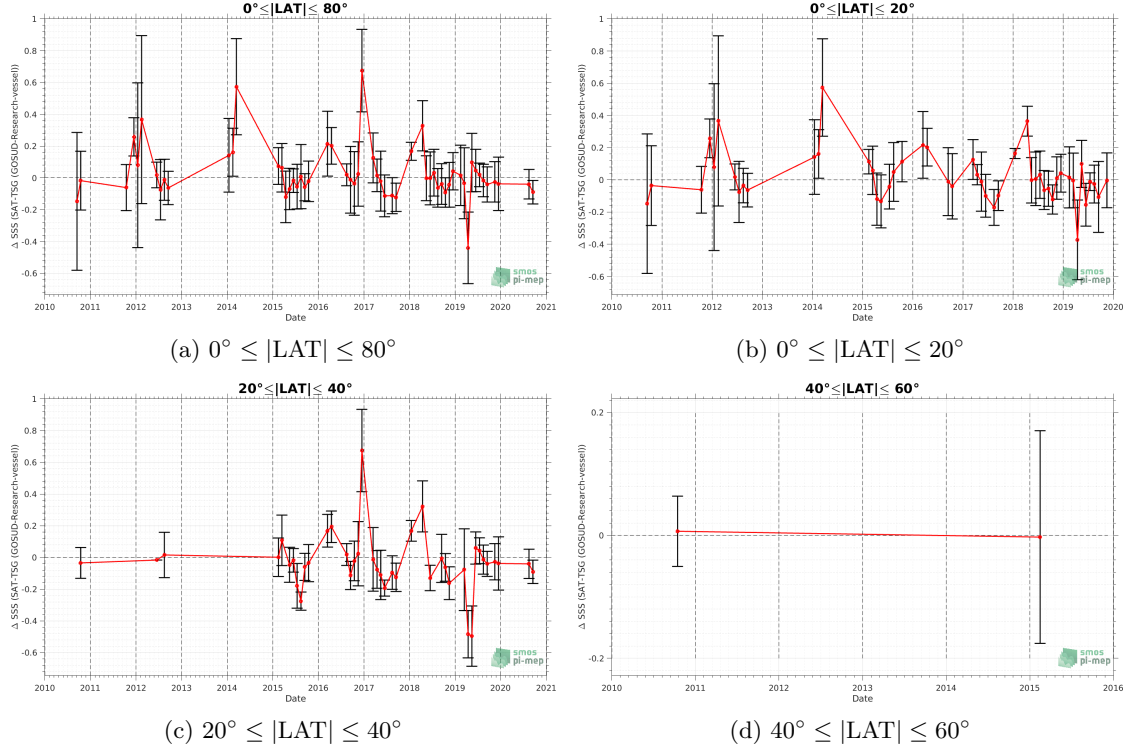 0°≤|LAT|≤ 80°
Δ SSS (SAT-TSG (GOSUD-Research-vessel))
1
0.8
0.6
0.4
0.2
0
-0.2
-0.4
-0.6
2010 2011 2012 2013 2014 2015 2016 2017 2018 2019 2020 2021
Date
smos
pi-mep
(a) 0° ≤ |LAT| ≤ 80°
0°≤|LAT|≤ 20°
Δ SSS (SAT-TSG (GOSUD-Research-vessel))
1
0.8
0.6
0.4
0.2
0
-0.2
-0.4
-0.6
2010 2011 2012 2013 2014 2015 2016 2017 2018 2019 2020
Date
smos
pi-mep
(b) 0° ≤ |LAT| ≤ 20°
20°≤|LAT|≤ 40°
Δ SSS (SAT-TSG (GOSUD-Research-vessel))
1
0.8
0.6
0.4
0.2
0
-0.2
-0.4
-0.6
2010 2011 2012 2013 2014 2015 2016 2017 2018 2019 2020 2021
Date
smos
pi-mep
(c) 20° ≤ |LAT| ≤ 40°
40°≤|LAT|≤ 60°
Δ SSS (SAT-TSG (GOSUD-Research-vessel))
0.2
0.1
0
-0.1
-0.2
2010 2011 2012 2013 2014 2015 2016
Date
smos
pi-mep
(d) 40° ≤ |LAT| ≤ 60°